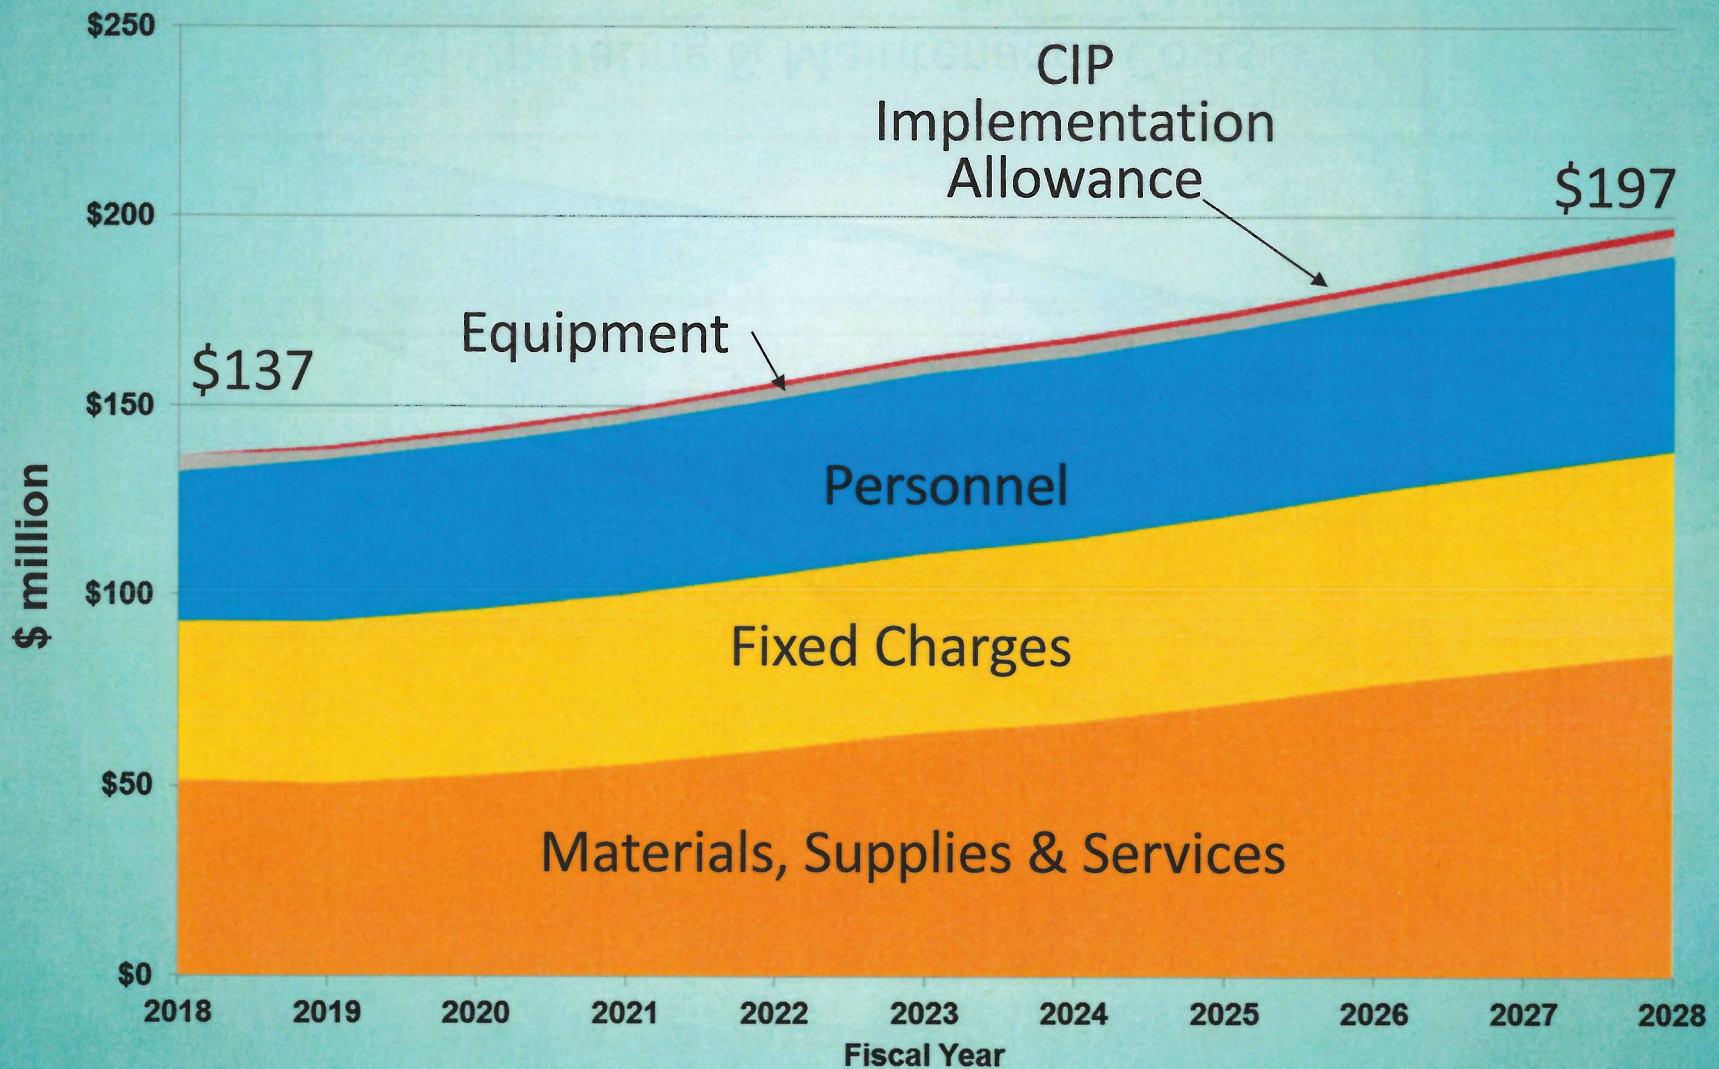 $250
$200
$150
$100
$50
$0
$ million
CIP
Implementation
Allowance
$197
Equipment
$137
Personnel
Fixed Charges
Materials, Supplies & Services
2018 2019 2020 2021 2022 2023 2024 2025 2026 2027 2028
Fiscal Year